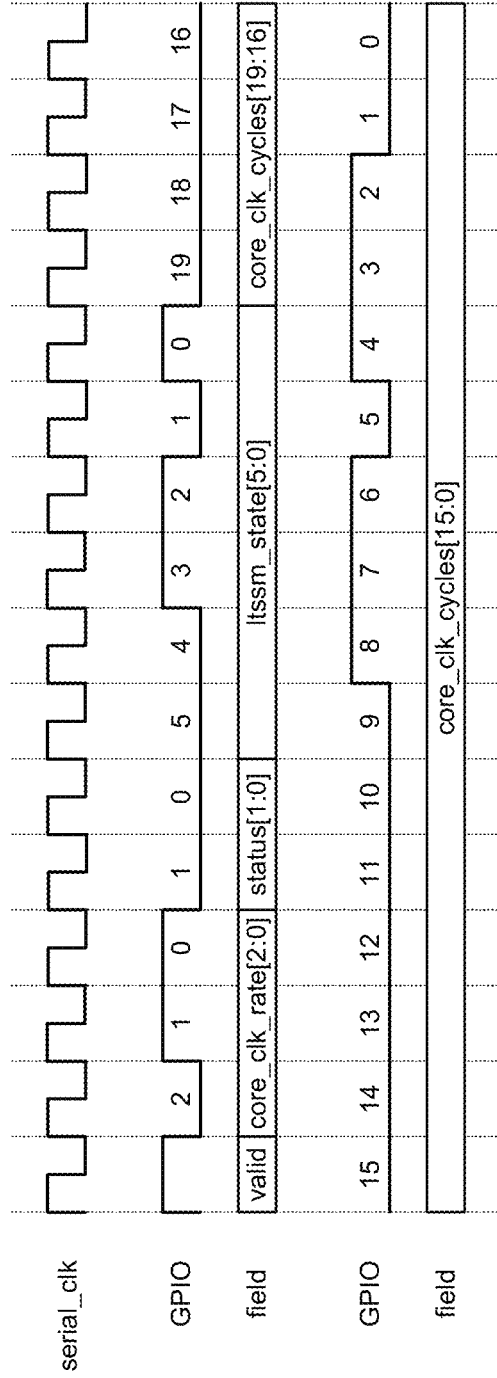 serial_clk
GPIO 2 1 0 1 0 5 4 3 2 1 0 19 18 17 16
field valid core_clk_rate[2:0] status[1:0] ltssm_state[5:0] core_clk_cycles[19:16]
GPIO 15 14 13 12 11 10 9 8 7 6 5 4 3 2 1 0
field core_clk_cycles[15:0]